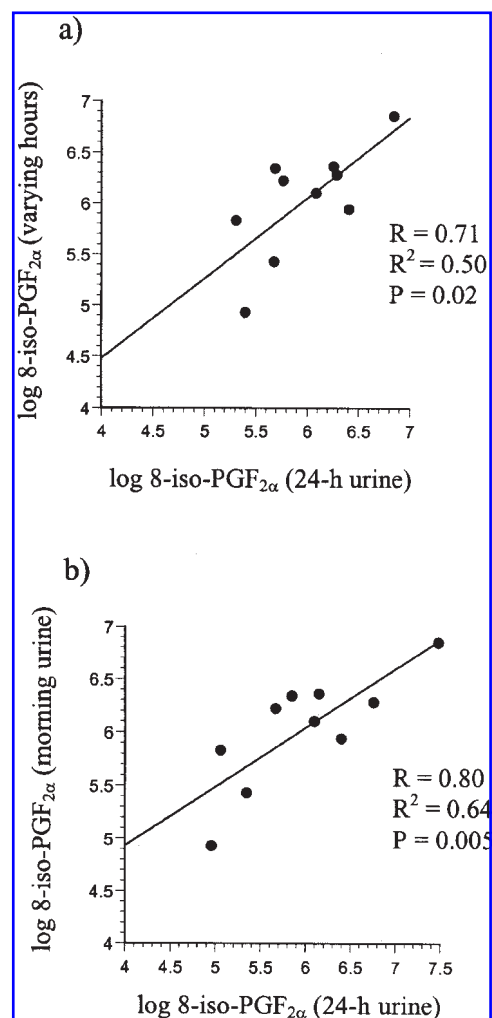 a)
log 8-iso-PGF2α (varying hours)
7
6.5
6
5.5
5
4.5
4
4 4.5 5 5.5 6 6.5 7
R = 0.71
R² = 0.50
P = 0.02
log 8-iso-PGF2α (24-h urine)
b)
log 8-iso-PGF2α (morning urine)
7
6.5
6
5.5
5
4.5
4
4 4.5 5 5.5 6 6.5 7 7.5
R = 0.80
R² = 0.64
P = 0.005
log 8-iso-PGF2α (24-h urine)